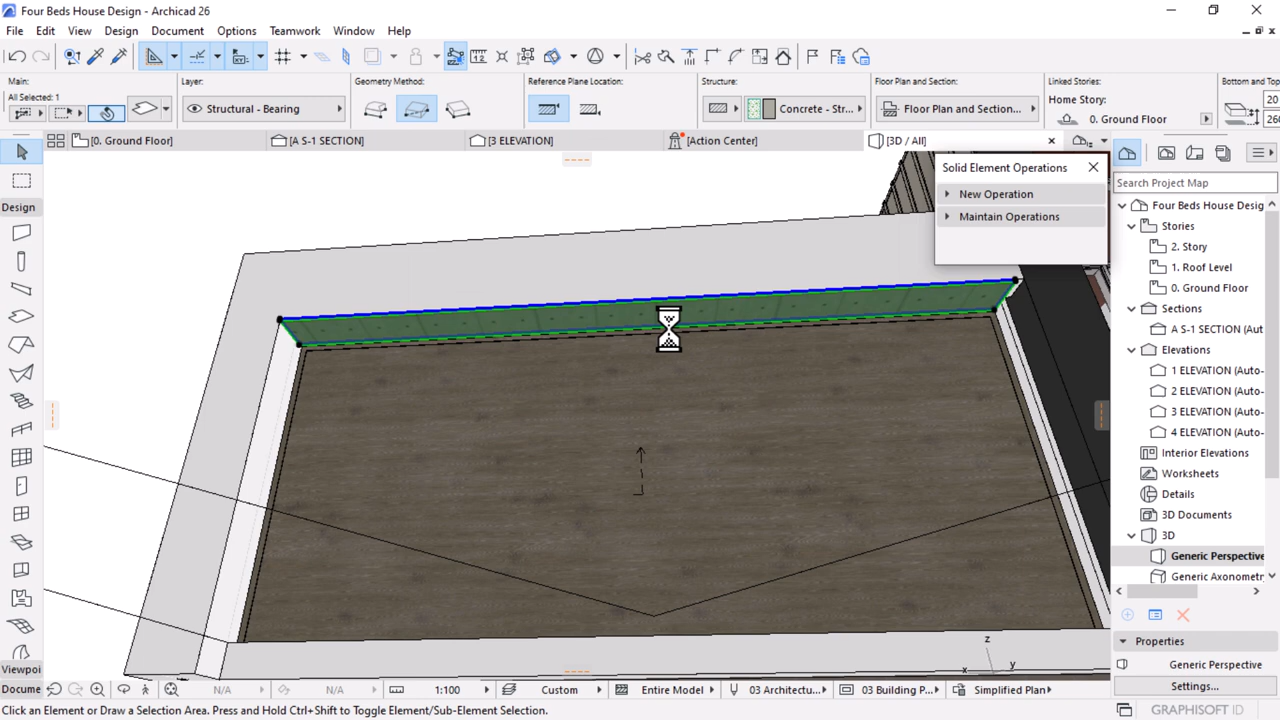 Four Beds House Design - Archicad 26
File Edit View Design Document Options Teamwork Window Help
Main:
All Selected: 1
Layer:
Structural - Bearing
Geometry Method:
Reference Plane Location:
Structure:
Concrete - Str...
Floor Plan and Section:
Floor Plan and Section...
Linked Stories:
Home Story:
0. Ground Floor
Bottom and To
20
260
[0. Ground Floor]
[A S-1 SECTION]
[3 ELEVATION]
[Action Center]
[3D / All]
Solid Element Operations
New Operation
Maintain Operations
Design
Viewpoi
Docume
Search Project Map
Four Beds House Desig
Stories
2. Story
1. Roof Level
0. Ground Floor
Sections
A S-1 SECTION (Auto-
Elevations
1 ELEVATION (Auto-
2 ELEVATION (Auto-
3 ELEVATION (Auto-
4 ELEVATION (Auto-
Interior Elevations
Worksheets
Details
3D Documents
3D
Generic Perspective
Generic Axonometr
Properties
Generic Perspective
Settings...
GRAPHISOFT ID
z
x
y
N/A
N/A
1:100
Custom
Entire Model
03 Architectu...
03 Building P...
Simplified Plan
Click an Element or Draw a Selection Area. Press and Hold Ctrl+Shift to Toggle Element/Sub-Element Selection.